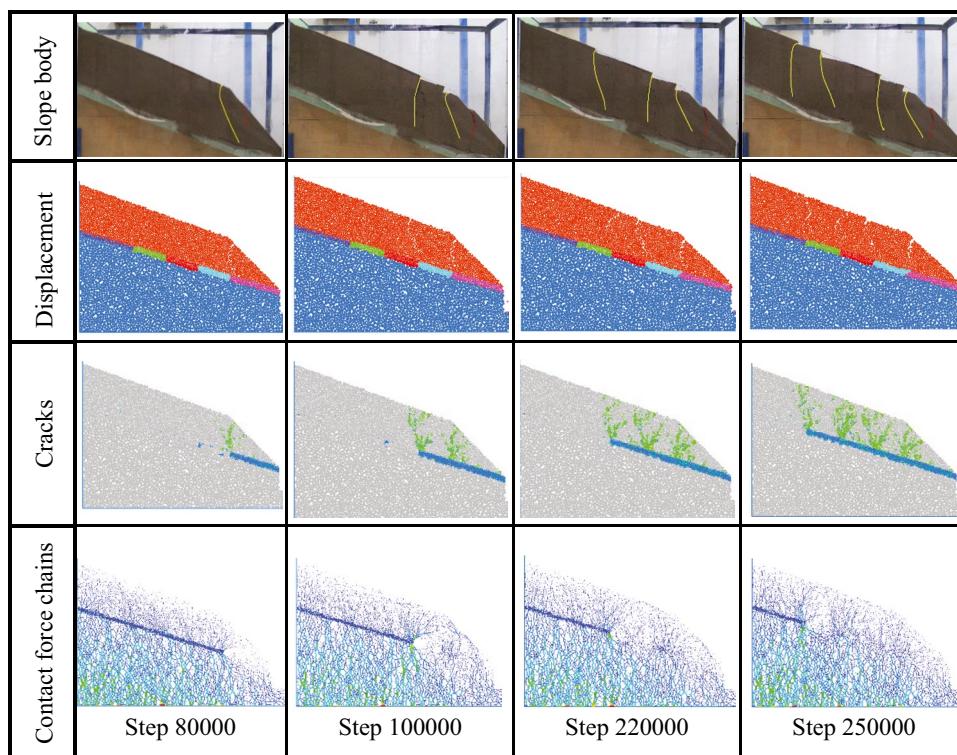 Slope body
Displacement
Cracks
Contact force chains
Step 80000
Step 100000
Step 220000
Step 250000